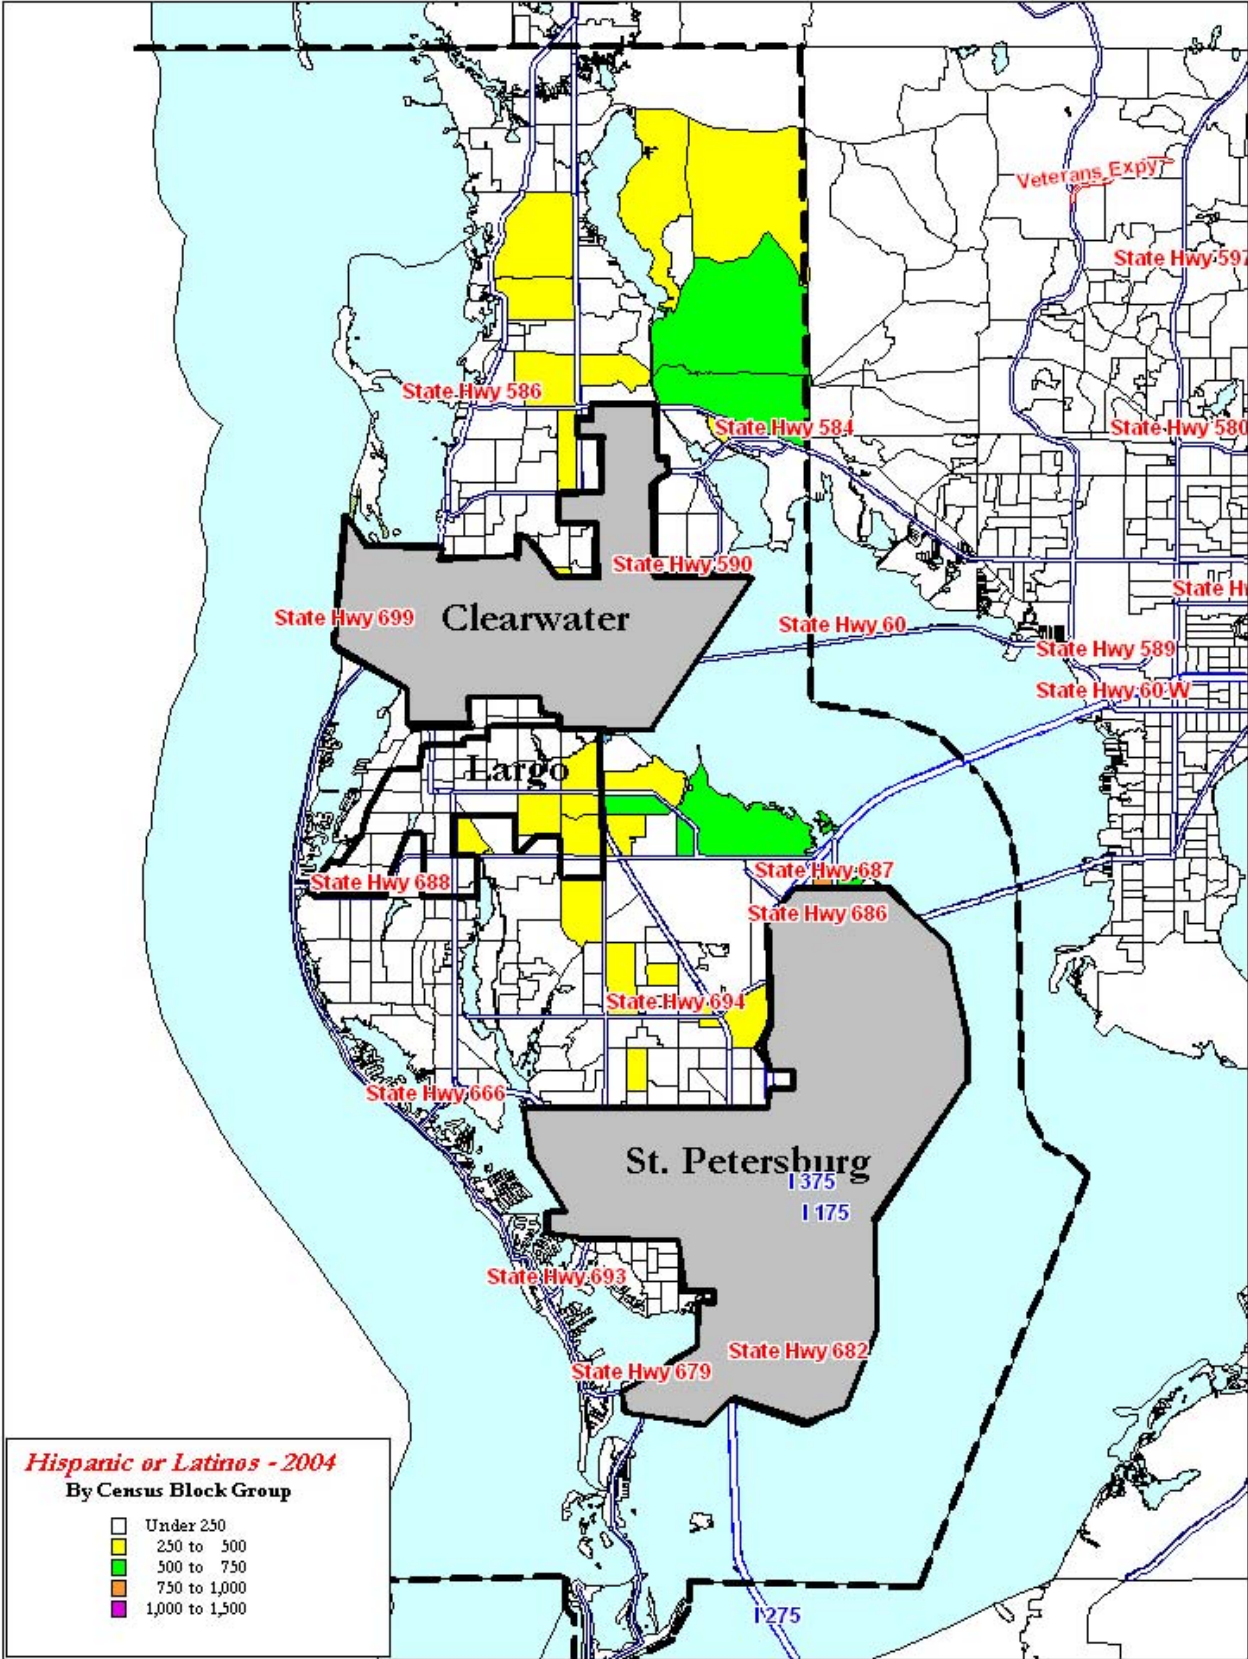 Veterans Expy
State Hwy 597
State Hwy 586
State Hwy 584
State Hwy 580
State Hwy 590
State H
State Hwy 699
Clearwater
State Hwy 60
State Hwy 589
State Hwy 60 W
Largo
State Hwy 688
State Hwy 687
State Hwy 686
State Hwy 694
State Hwy 666
St. Petersburg
I 375
I 175
State Hwy 693
State Hwy 682
State Hwy 679
Hispanic or Latinos - 2004
By Census Block Group
Under 250
250 to 500
500 to 750
750 to 1,000
1,000 to 1,500
I 275